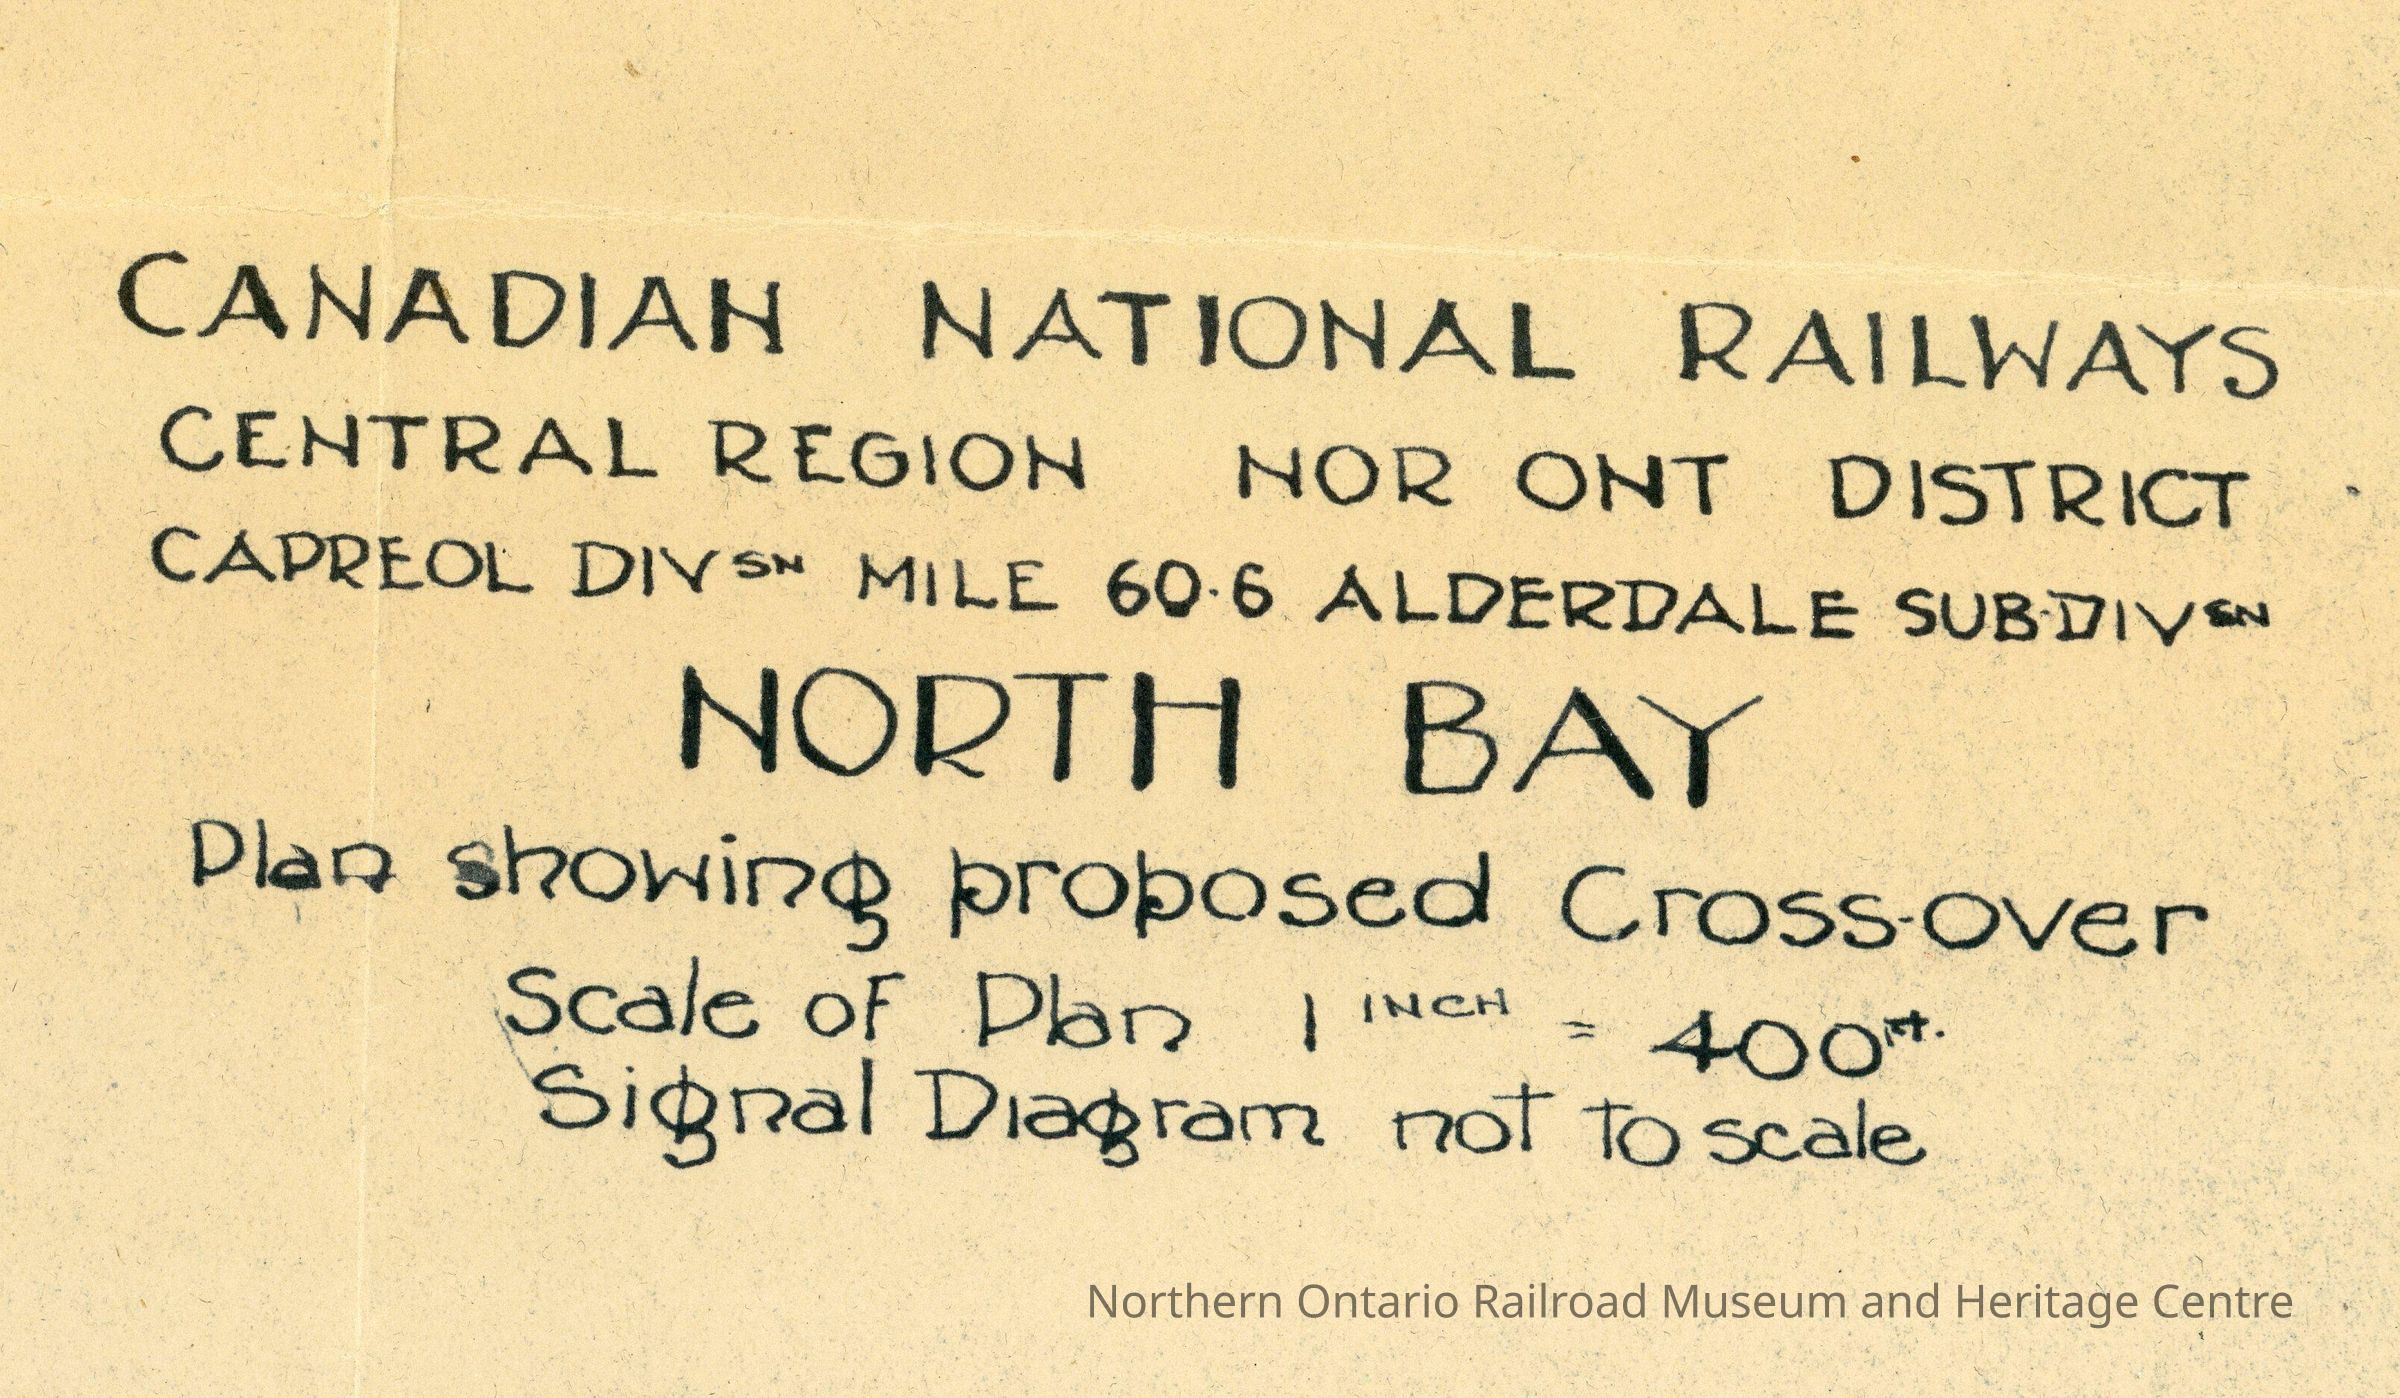 CANADIAN NATIONAL RAILWAYS
CENTRAL REGION NOR ONT DISTRICT
CAPREOL DIVSN MILE 60·6 ALDERDALE SUB·DIVSN
NORTH BAY
Plan showing proposed Cross-over
Scale of Plan 1 INCH = 400 Ft.
Signal Diagram not to scale
Northern Ontario Railroad Museum and Heritage Centre